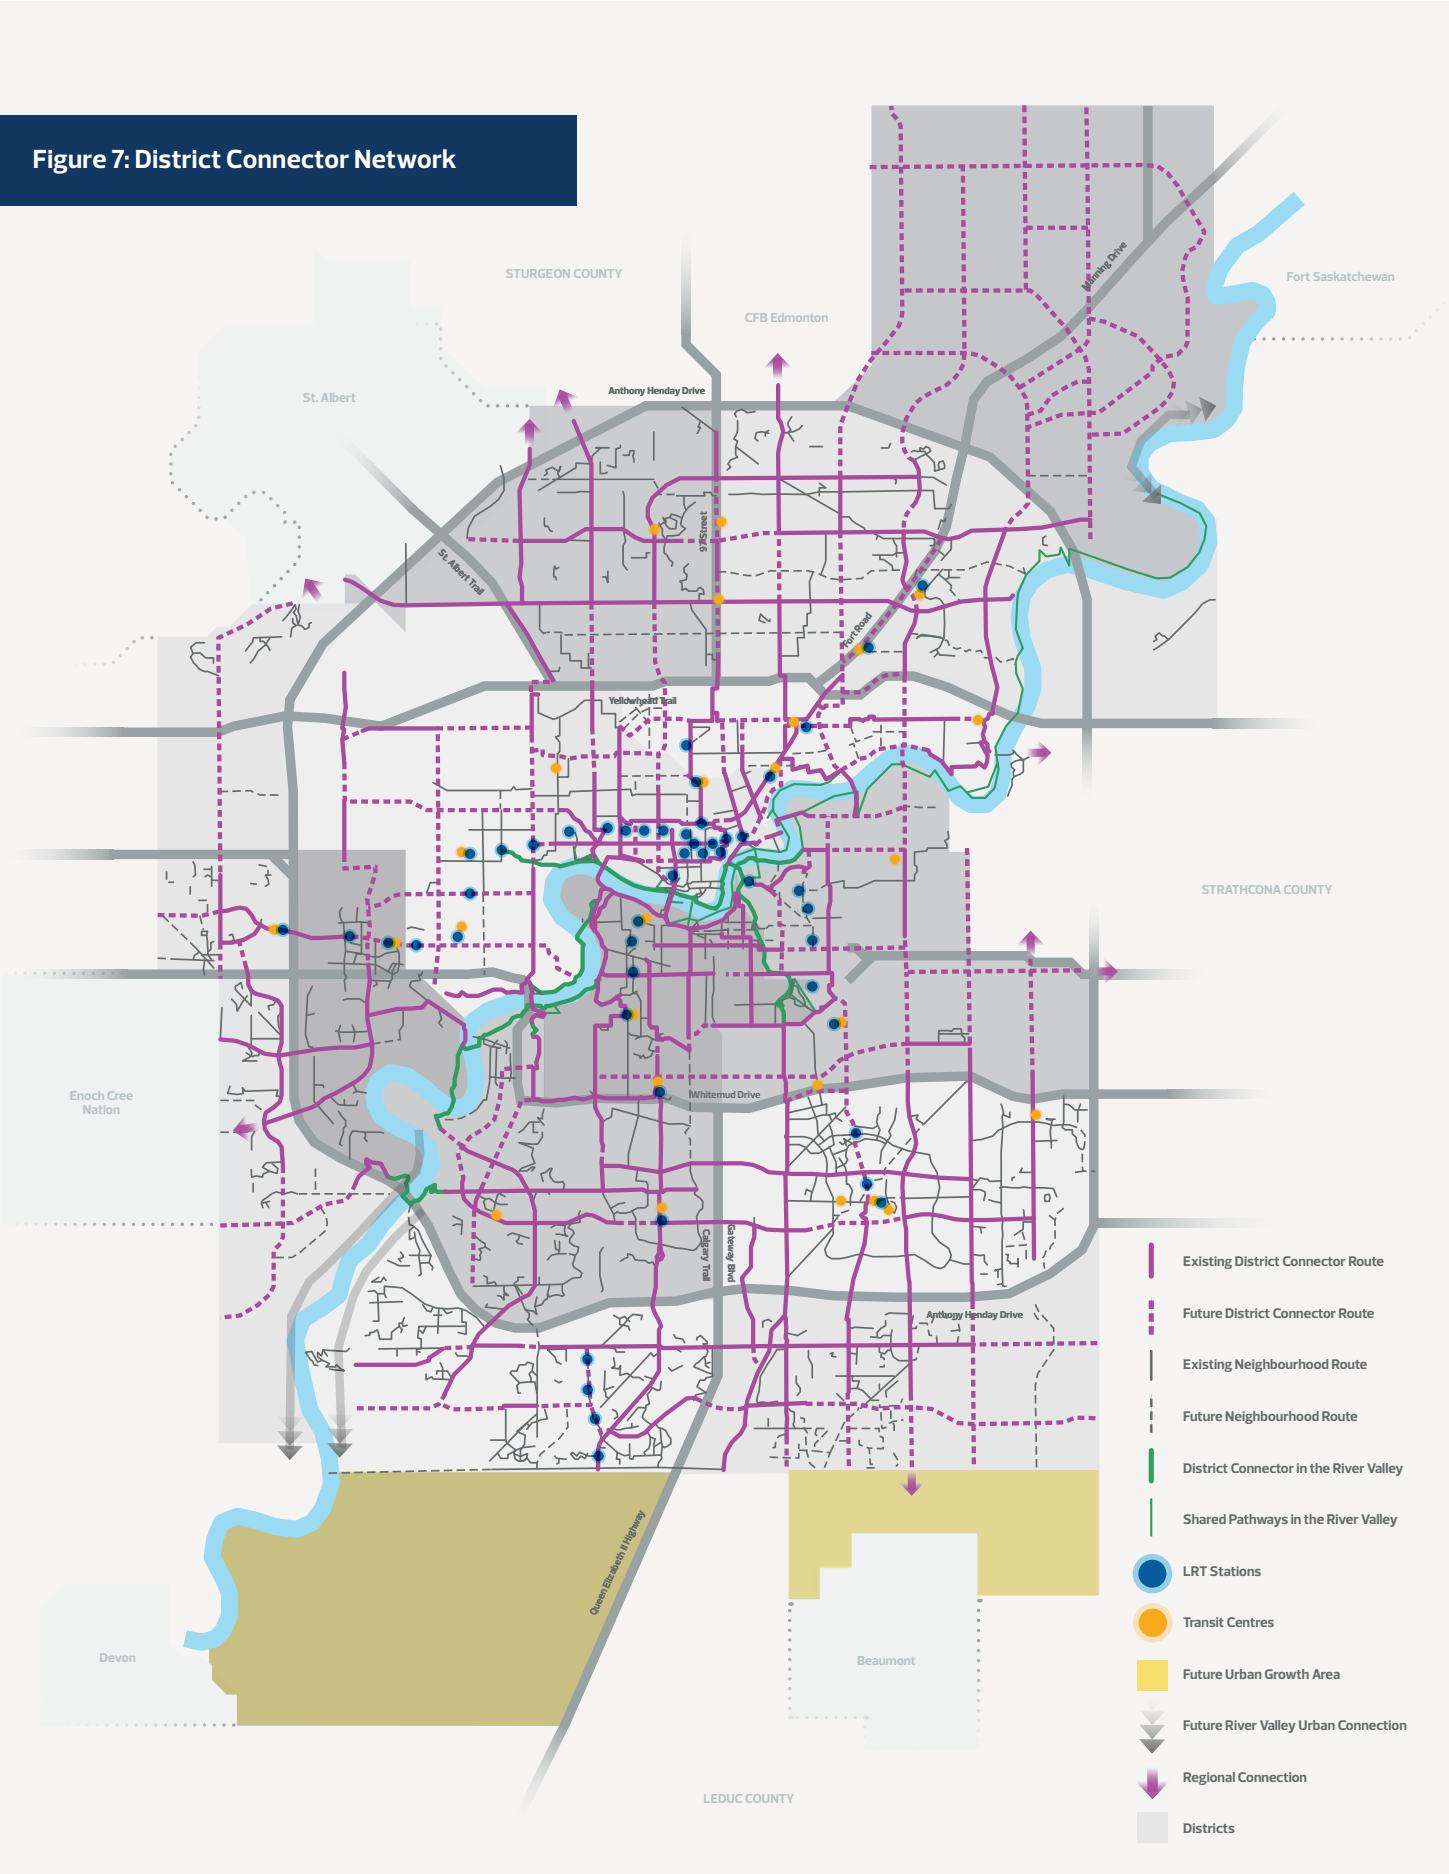 Figure 7: District Connector Network
STURGEON COUNTY
Fort Saskatchewan
CFB Edmonton
Manning Drive
St. Albert
Anthony Henday Drive
97 Street
St. Albert Trail
Fort Road
Yellowhead Trail
STRATHCONA COUNTY
Enoch Cree
Nation
Whitemud Drive
Calgary Trail
Gateway Blvd
Anthony Henday Drive
Queen Elizabeth II Highway
Devon
Beaumont
LEDUC COUNTY
Existing District Connector Route
Future District Connector Route
Existing Neighbourhood Route
Future Neighbourhood Route
District Connector in the River Valley
Shared Pathways in the River Valley
LRT Stations
Transit Centres
Future Urban Growth Area
Future River Valley Urban Connection
Regional Connection
Districts